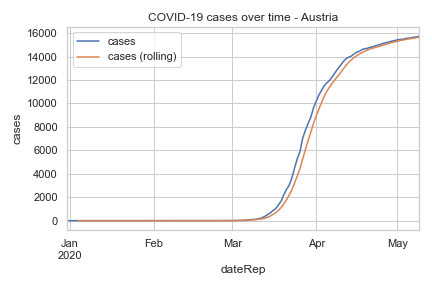 COVID-19 cases over time - Austria
cases
cases (rolling)
16000
14000
12000
10000
8000
6000
4000
2000
0
cases
Jan Feb Mar Apr May
2020
dateRep